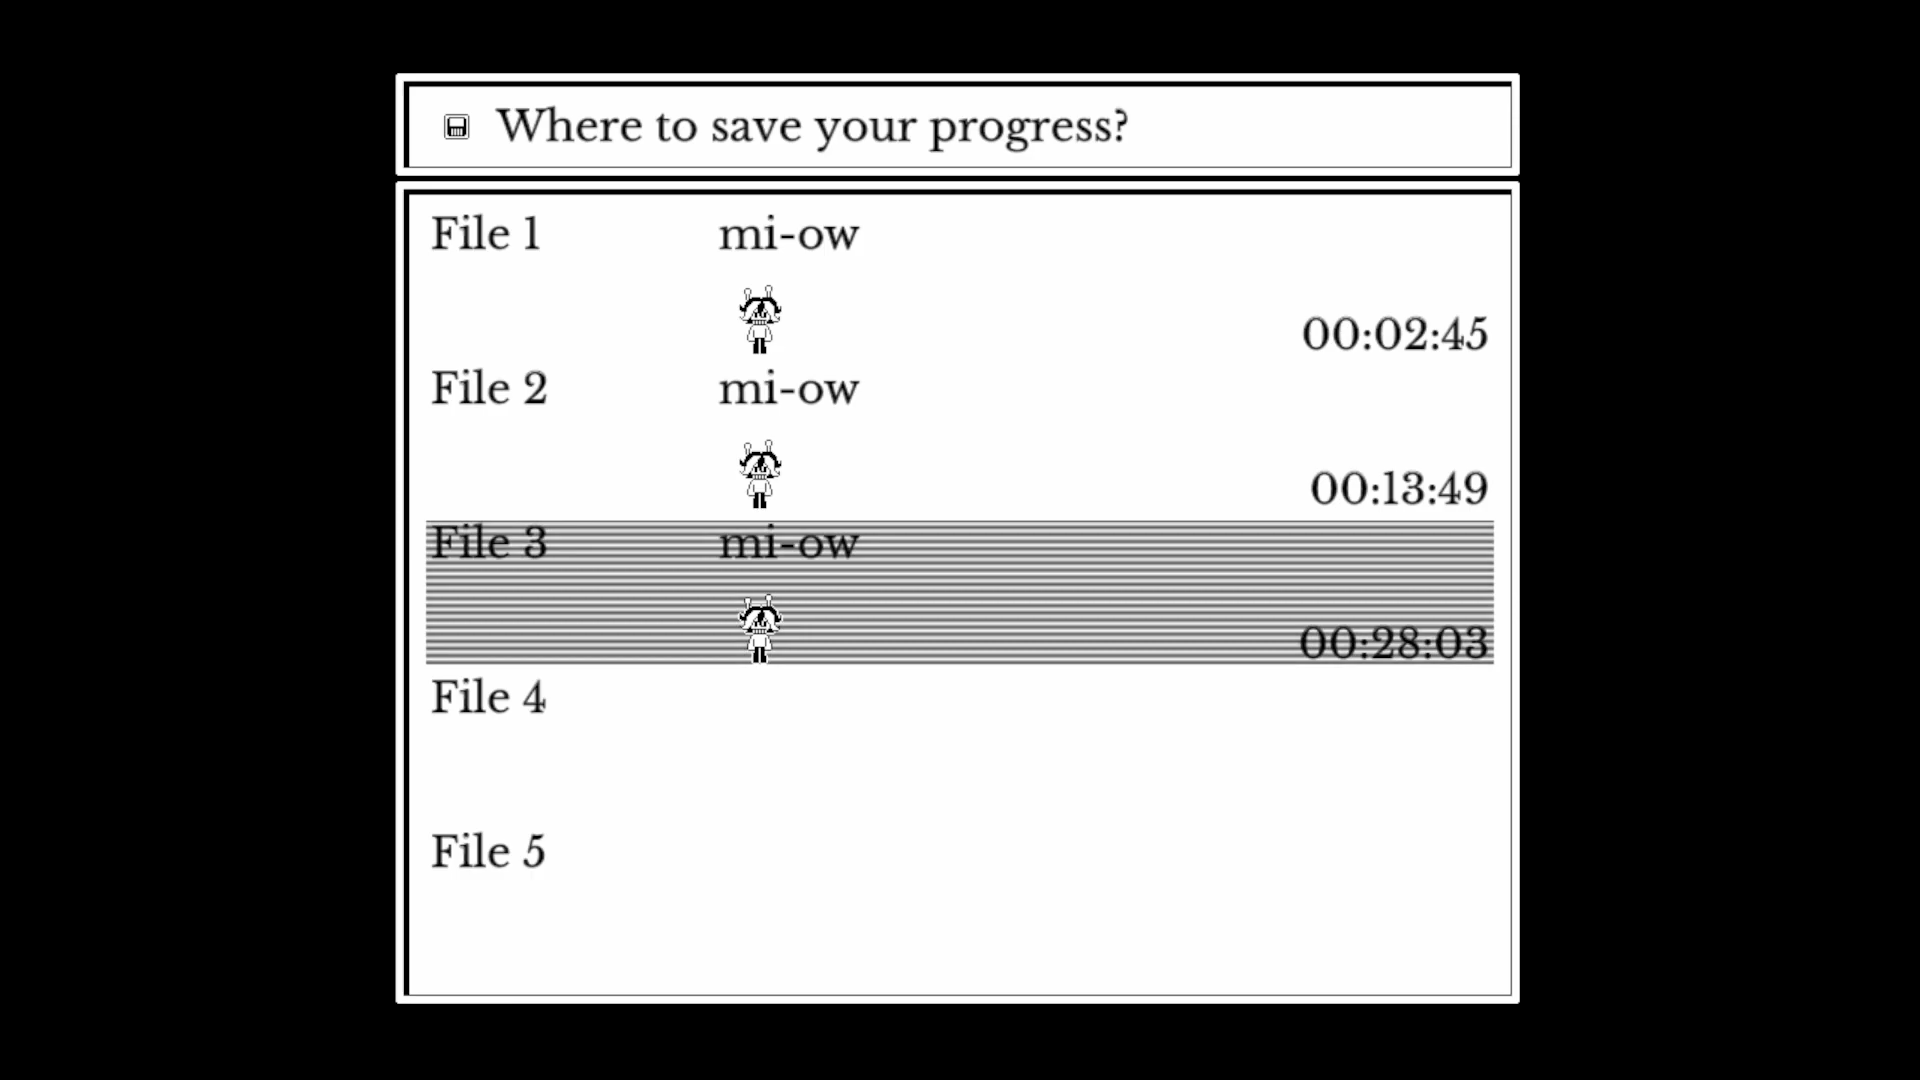 Where to save your progress?
File 1 mi-ow
00:02:45
File 2 mi-ow
00:13:49
File 3 mi-ow
00:28:03
File 4
File 5